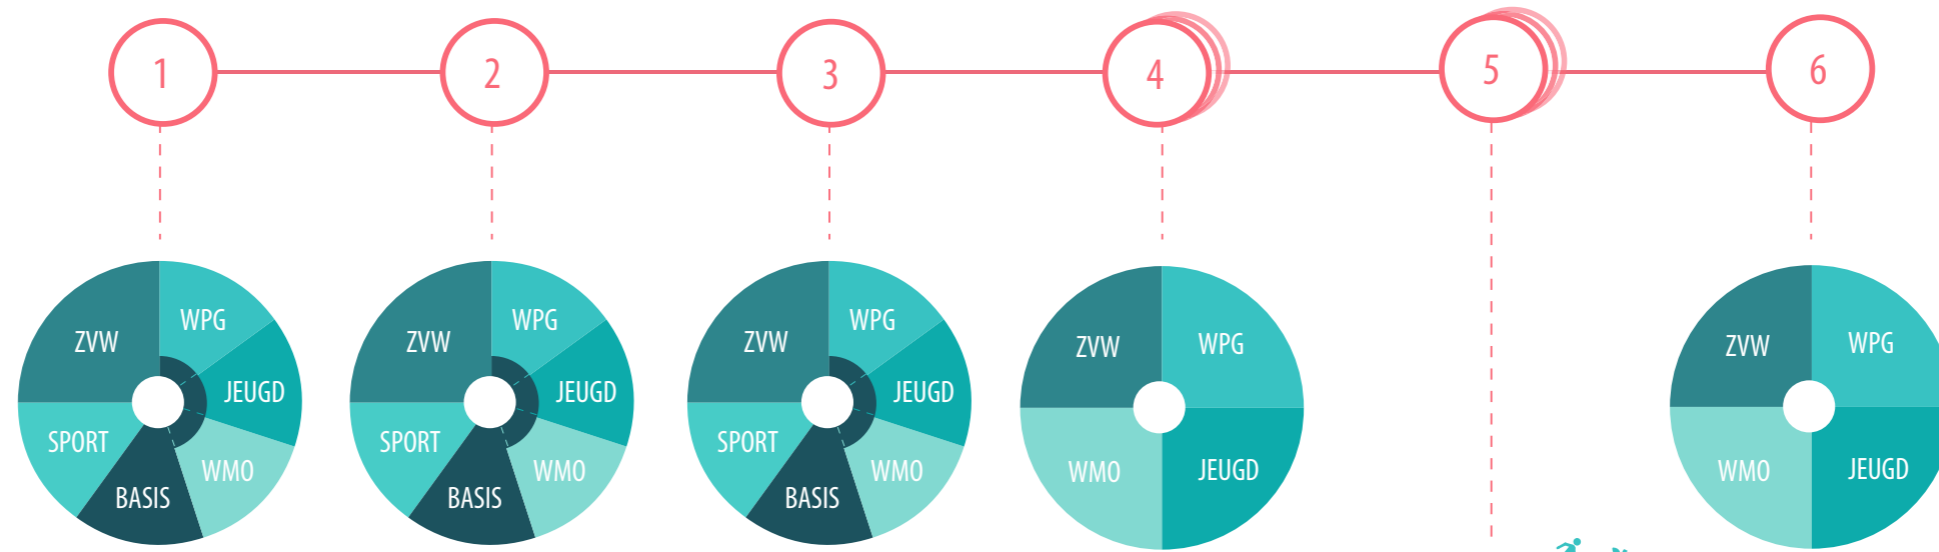 1 2 3 4 5 6
ZVW WPG JEUGD WMO BASIS SPORT
ZVW WPG JEUGD WMO BASIS SPORT
ZVW WPG JEUGD WMO BASIS SPORT
ZVW WPG JEUGD WMO
ZVW WPG JEUGD WMO